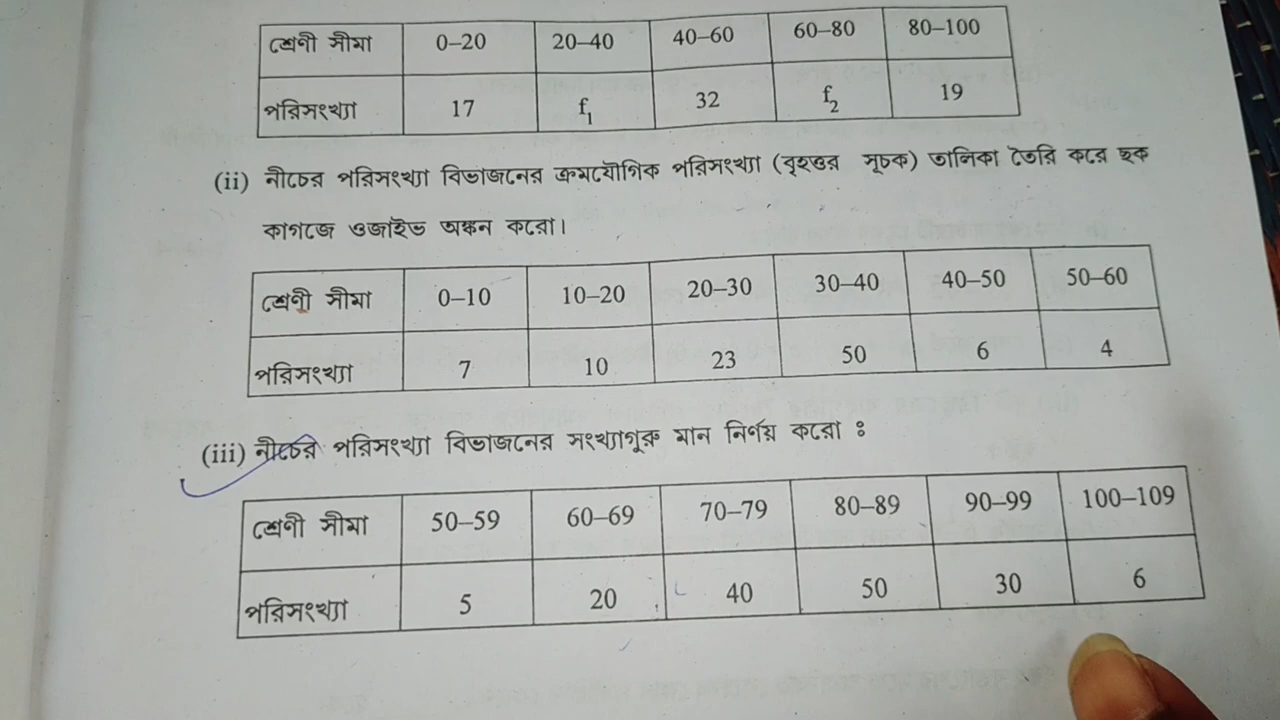 শ্রেণী সীমা 0–20 20–40 40–60 60–80 80–100
পরিসংখ্যা 17 f₁ 32 f₂ 19
(ii) নীচের পরিসংখ্যা বিভাজনের ক্রমযৌগিক পরিসংখ্যা (বৃহত্তর সূচক) তালিকা তৈরি করে ছক
কাগজে ওজাইভ অঙ্কন করো।
শ্রেণী সীমা 0–10 10–20 20–30 30–40 40–50 50–60
পরিসংখ্যা 7 10 23 50 6 4
(iii) নীচের পরিসংখ্যা বিভাজনের সংখ্যাগুরু মান নির্ণয় করো ঃ
শ্রেণী সীমা 50–59 60–69 70–79 80–89 90–99 100–109
পরিসংখ্যা 5 20 40 50 30 6